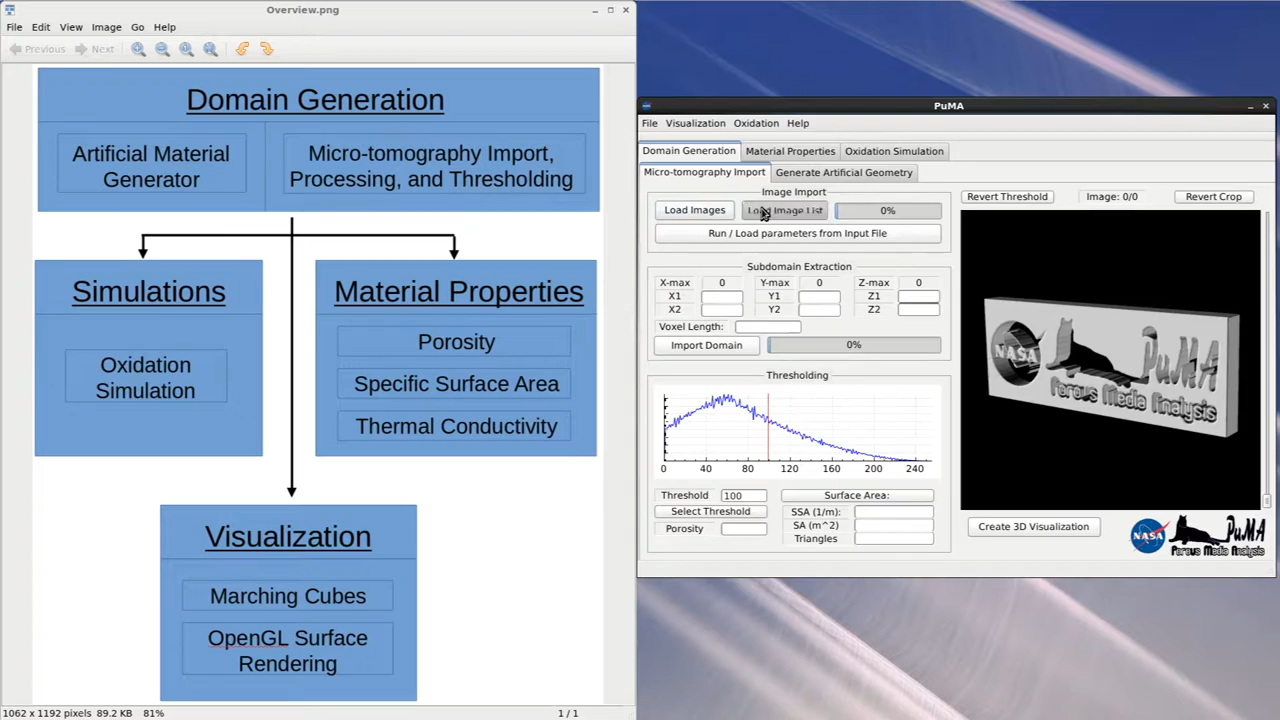 Overview.png
File Edit View Image Go Help
Previous Next
Domain Generation
Artificial Material
Generator
Micro-tomography Import,
Processing, and Thresholding
Simulations
Oxidation
Simulation
Material Properties
Porosity
Specific Surface Area
Thermal Conductivity
Visualization
Marching Cubes
OpenGL Surface
Rendering
1062 x 1192 pixels 89.2 KB 81%
1 / 1
PuMA
File Visualization Oxidation Help
Domain Generation Material Properties Oxidation Simulation
Micro-tomography Import Generate Artificial Geometry
Image Import
Load Images Load Image List 0%
Run / Load parameters from Input File
Subdomain Extraction
X-max 0 Y-max 0 Z-max 0
X1 Y1 Z1
X2 Y2 Z2
Voxel Length:
Import Domain 0%
Thresholding
0 40 80 120 160 200 240
Threshold 100 Surface Area:
Select Threshold SSA (1/m):
Porosity SA (m^2)
Triangles
Revert Threshold Image: 0/0 Revert Crop
NASA PuMA
Porous Media Analysis
Create 3D Visualization
NASA PuMA
Porous Media Analysis